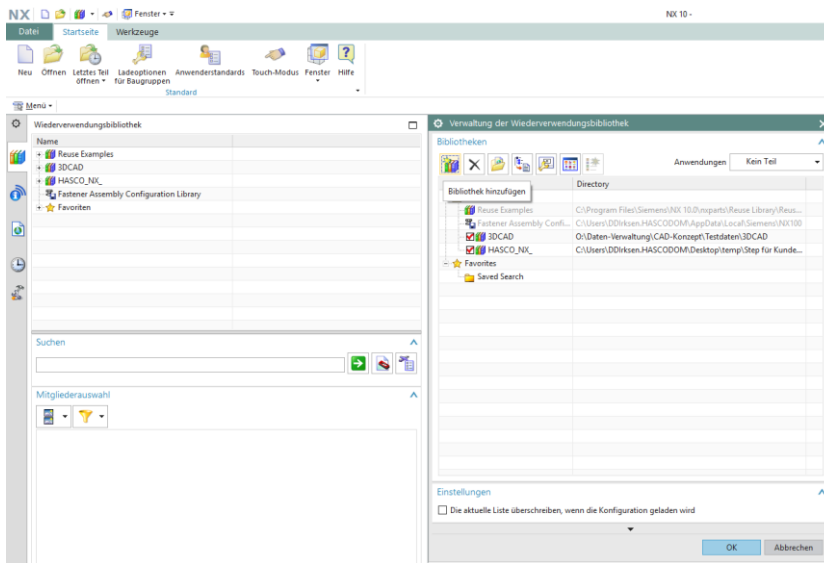 NX
Fenster
NX 10 -
Datei Startseite Werkzeuge
Neu Öffnen Letztes Teil öffnen Ladeoptionen für Baugruppen Anwenderstandards Touch-Modus Fenster Hilfe
Standard
Menü
Wiederverwendungsbibliothek
Name
Reuse Examples
3DCAD
HASCO_NX_
Fastener Assembly Configuration Library
Favoriten
Suchen
Mitgliederauswahl
Verwaltung der Wiederverwendungsbibliothek
Bibliotheken
Anwendungen Kein Teil
Bibliothek hinzufügen
Directory
Reuse Examples C:\Program Files\Siemens\NX 10.0\nxparts\Reuse Library\Reus...
Fastener Assembly Confi... C:\Users\DDirksen.HASCODOM\AppData\Local\Siemens\NX100
3DCAD O:\Daten-Verwaltung\CAD-Konzept\Testdaten\3DCAD
HASCO_NX_ C:\Users\DDirksen.HASCODOM\Desktop\temp\Step für Kunde...
Favorites
Saved Search
Einstellungen
Die aktuelle Liste überschreiben, wenn die Konfiguration geladen wird
OK Abbrechen